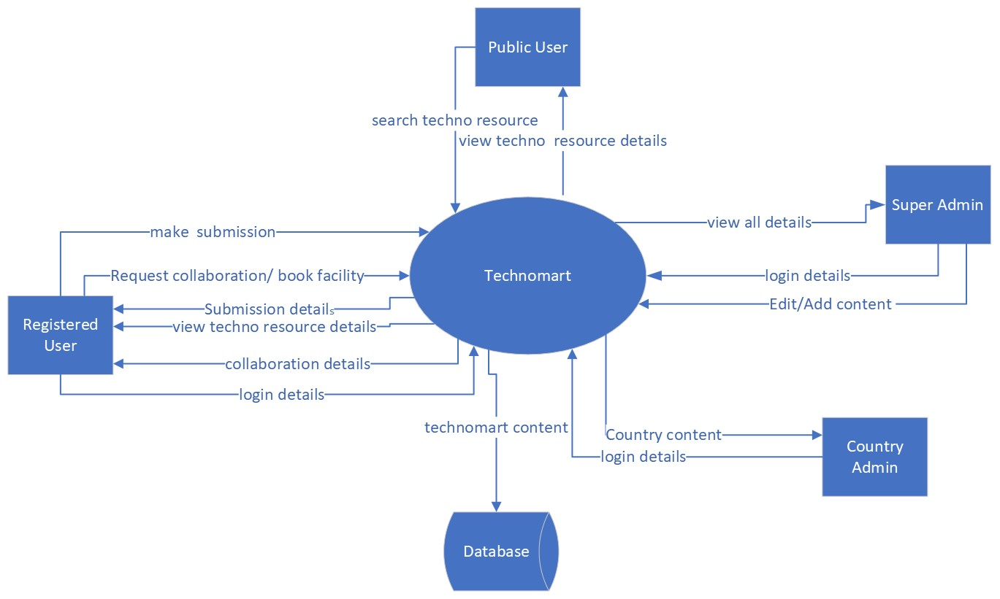 Public User
search techno resource
view techno  resource details
Super Admin
view all details
make  submission
Technomart
Request collaboration/ book facility
login details
Edit/Add content
Submission details
Registered
User
view techno resource details
collaboration details
login details
technomart content
Country content
login details
Country
Admin
Database